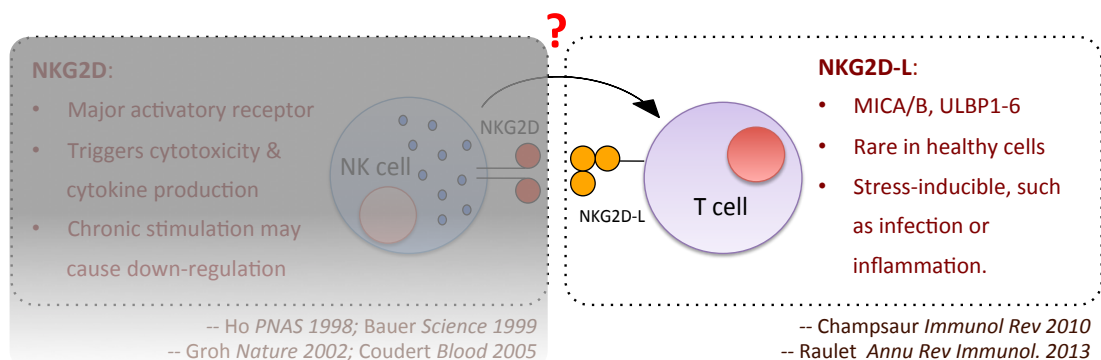 ?
NKG2D:
• Major activatory receptor
• Triggers cytotoxicity &
cytokine production
• Chronic stimulation may
cause down-regulation
NK cell
NKG2D
NKG2D-L
T cell
NKG2D-L:
• MICA/B, ULBP1-6
• Rare in healthy cells
• Stress-inducible, such
as infection or
inflammation.
-- Ho PNAS 1998; Bauer Science 1999
-- Groh Nature 2002; Coudert Blood 2005
-- Champsaur Immunol Rev 2010
-- Raulet Annu Rev Immunol. 2013